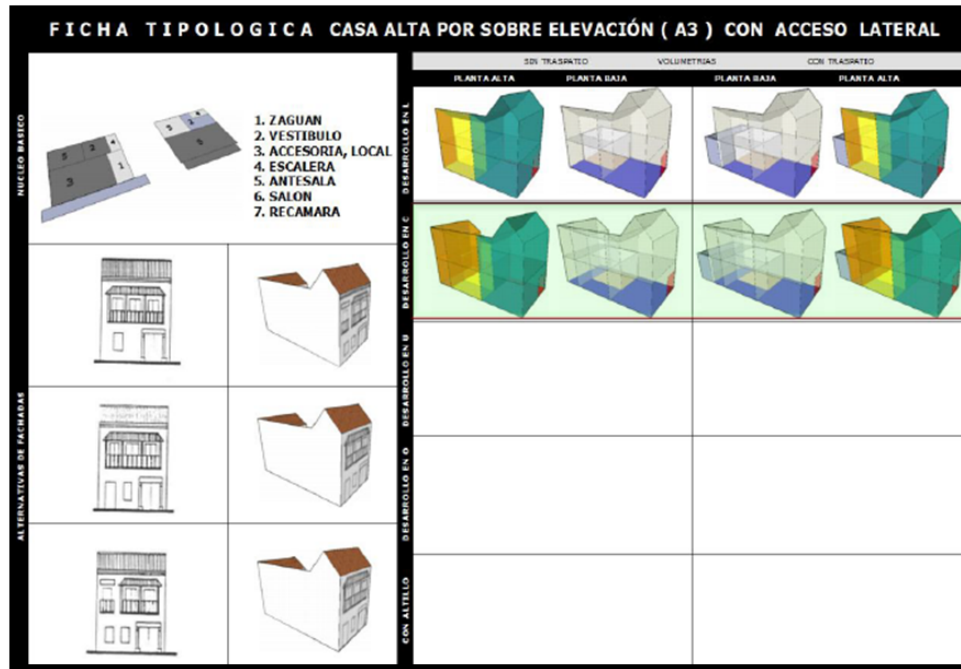 FICHA TIPOLOGICA CASA ALTA POR SOBRE ELEVACIÓN ( A3 ) CON ACCESO LATERAL
NUCLEO BASICO
1. ZAGUAN
2. VESTIBULO
3. ACCESORIA, LOCAL
4. ESCALERA
5. ANTESALA
6. SALON
7. RECAMARA
ALTERNATIVAS DE FACHADAS
SIN TRASPATIO VOLUMETRIAS CON TRASPATIO
PLANTA ALTA PLANTA BAJA PLANTA BAJA PLANTA ALTA
DESARROLLO EN L
DESARROLLO EN C
DESARROLLO EN
DESARROLLO EN O
CON ALTILLO